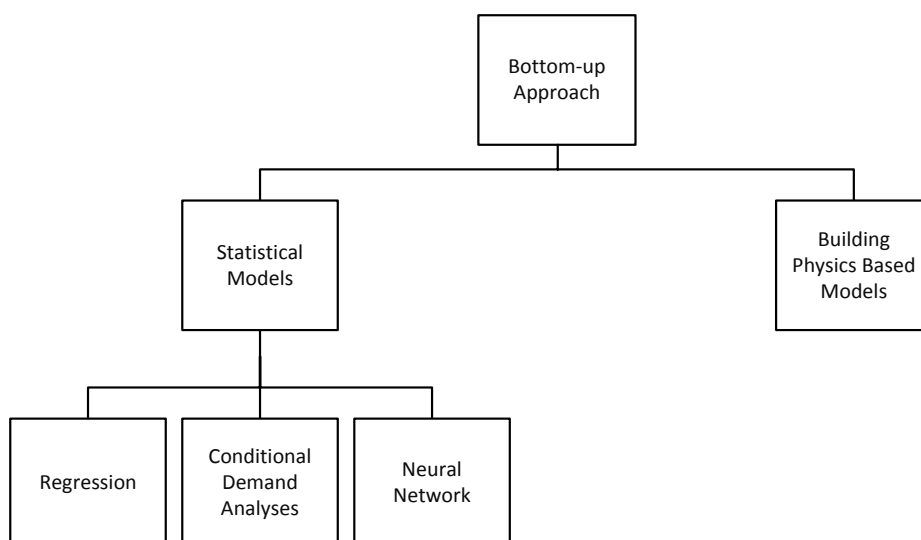 Bottom-up
Approach
Statistical
Models
Building
Physics Based
Models
Regression
Conditional
Demand
Analyses
Neural
Network